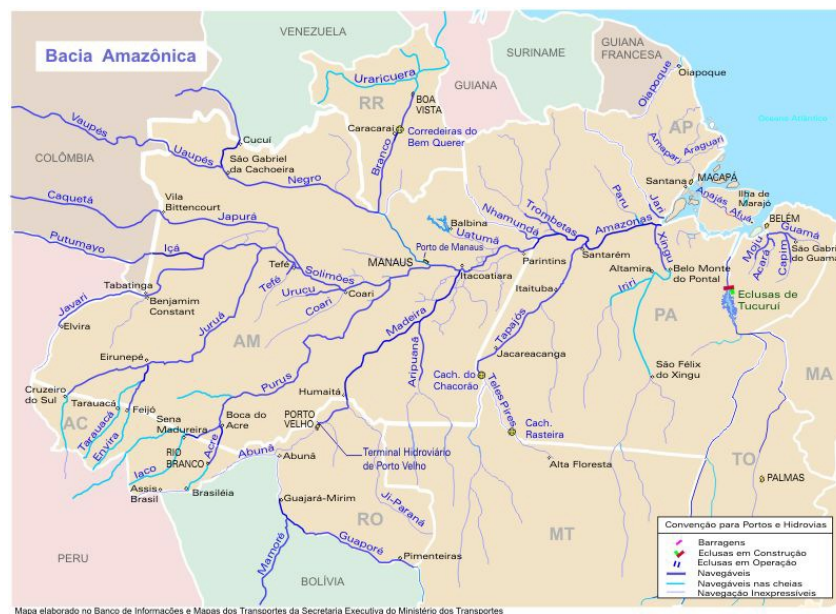 Bacia Amazônica
VENEZUELA
SURINAME
GUIANA
FRANCESA
GUIANA
COLÔMBIA
PERU
BOLÍVIA
Oceano Atlântico
RR
AP
AM
PA
AC
RO
MT
TO
MA
Uraricuera
BOA
VISTA
Caracaraí
Corredeiras do
Bem Querer
Branco
Oiapoque
Oiapoque
Amapari
Araguari
MACAPÁ
Santana
Ilha de
Marajó
Anajás
Afuá
BELÉM
Guamá
São Gabriel
do Guamá
Moju
Acará
Capim
Eclusas de
Tucuruí
Vaupés
Uaupés
Cucuí
São Gabriel
da Cachoeira
Negro
Caquetá
Vila
Bittencourt
Japurá
Putumayo
Içá
Tabatinga
Benjamim
Constant
Javari
Elvira
Tefé
Tefé
Solimões
Urucu
Coari
Coari
MANAUS
Porto de Manaus
Balbina
Uatumã
Nhamundá
Trombetas
Paru
Jari
Amazonas
Xingu
Itacoatiara
Parintins
Santarém
Altamira
Belo Monte
do Pontal
Itaituba
Iriri
São Félix
do Xingu
Tapajós
Jacareacanga
Cach. do
Chacorão
Teles Pires
Cach.
Rasteira
Alta Floresta
Madeira
Aripuanã
Juruá
Eirunepé
Purus
Humaitá
Cruzeiro
do Sul
Tarauacá
Feijó
Tarauacá
Envira
Sena
Madureira
Boca do
Acre
Acre
RIO
BRANCO
Iaco
Assis
Brasil
Brasiléia
PORTO
VELHO
Terminal Hidroviário
de Porto Velho
Abunã
Abunã
Guajará-Mirim
Ji-Paraná
Mamoré
Guaporé
Pimenteiras
PALMAS
Convenção para Portos e Hidrovias
Barragens
Eclusas em Construção
Eclusas em Operação
Navegáveis
Navegáveis nas cheias
Navegação Inexpressíveis
Mapa elaborado no Banco de Informações e Mapas dos Transportes da Secretaria Executiva do Ministério dos Transportes